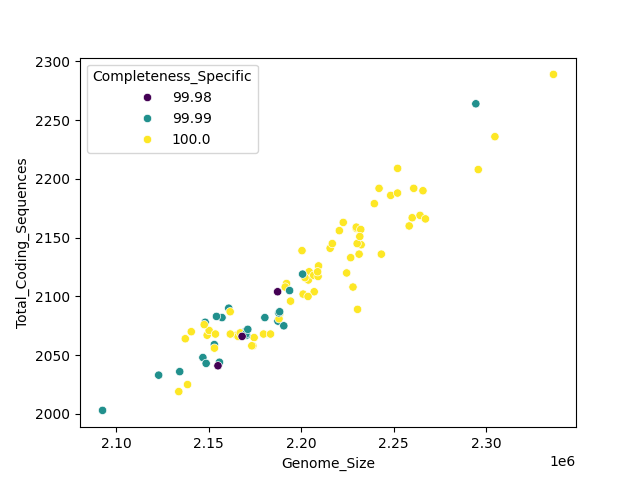 Completeness_Specific
99.98
99.99
100.0
2300
2250
2200
2150
2100
2050
2000
Total_Coding_Sequences
2.10 2.15 2.20 2.25 2.30
1e6
Genome_Size